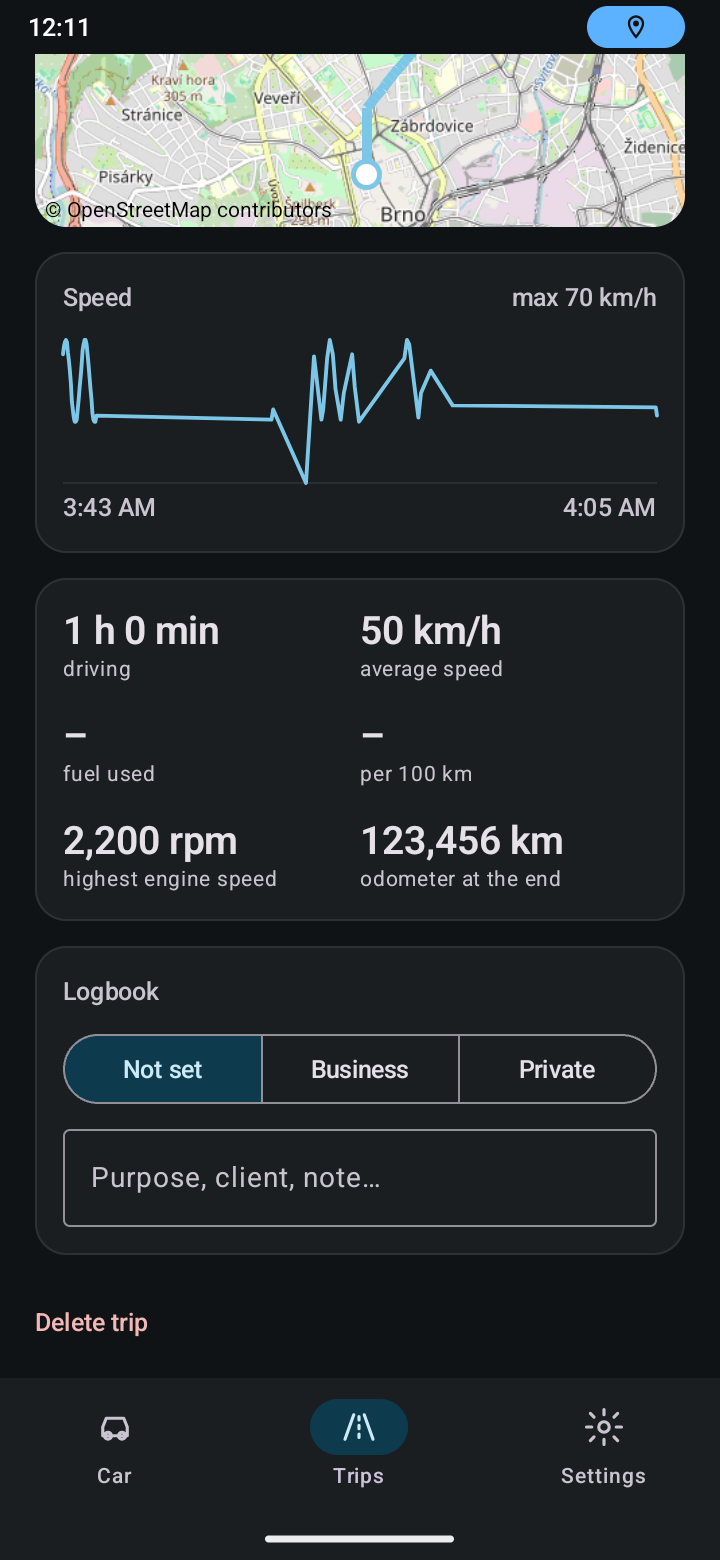 12:11
Kraví hora
305 m
Veveří
Stránice
Zábrdovice
Židenice
Pisárky
Špilberk
290 m
Brno
© OpenStreetMap contributors
Speed
max 70 km/h
3:43 AM
4:05 AM
1 h 0 min
50 km/h
driving
average speed
–
–
fuel used
per 100 km
2,200 rpm
123,456 km
highest engine speed
odometer at the end
Logbook
Not set
Business
Private
Purpose, client, note…
Delete trip
Car
Trips
Settings